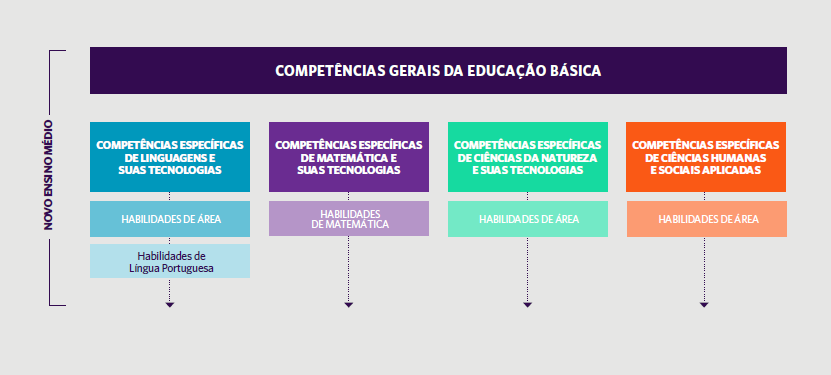 NOVO ENSINO MÉDIO
COMPETÊNCIAS GERAIS DA EDUCAÇÃO BÁSICA
COMPETÊNCIAS ESPECÍFICAS
DE LINGUAGENS E
SUAS TECNOLOGIAS
HABILIDADES DE ÁREA
Habilidades de
Língua Portuguesa
COMPETÊNCIAS ESPECÍFICAS
DE MATEMÁTICA E
SUAS TECNOLOGIAS
HABILIDADES
DE MATEMÁTICA
COMPETÊNCIAS ESPECÍFICAS
DE CIÊNCIAS DA NATUREZA
E SUAS TECNOLOGIAS
HABILIDADES DE ÁREA
COMPETÊNCIAS ESPECÍFICAS
DE CIÊNCIAS HUMANAS
E SOCIAIS APLICADAS
HABILIDADES DE ÁREA